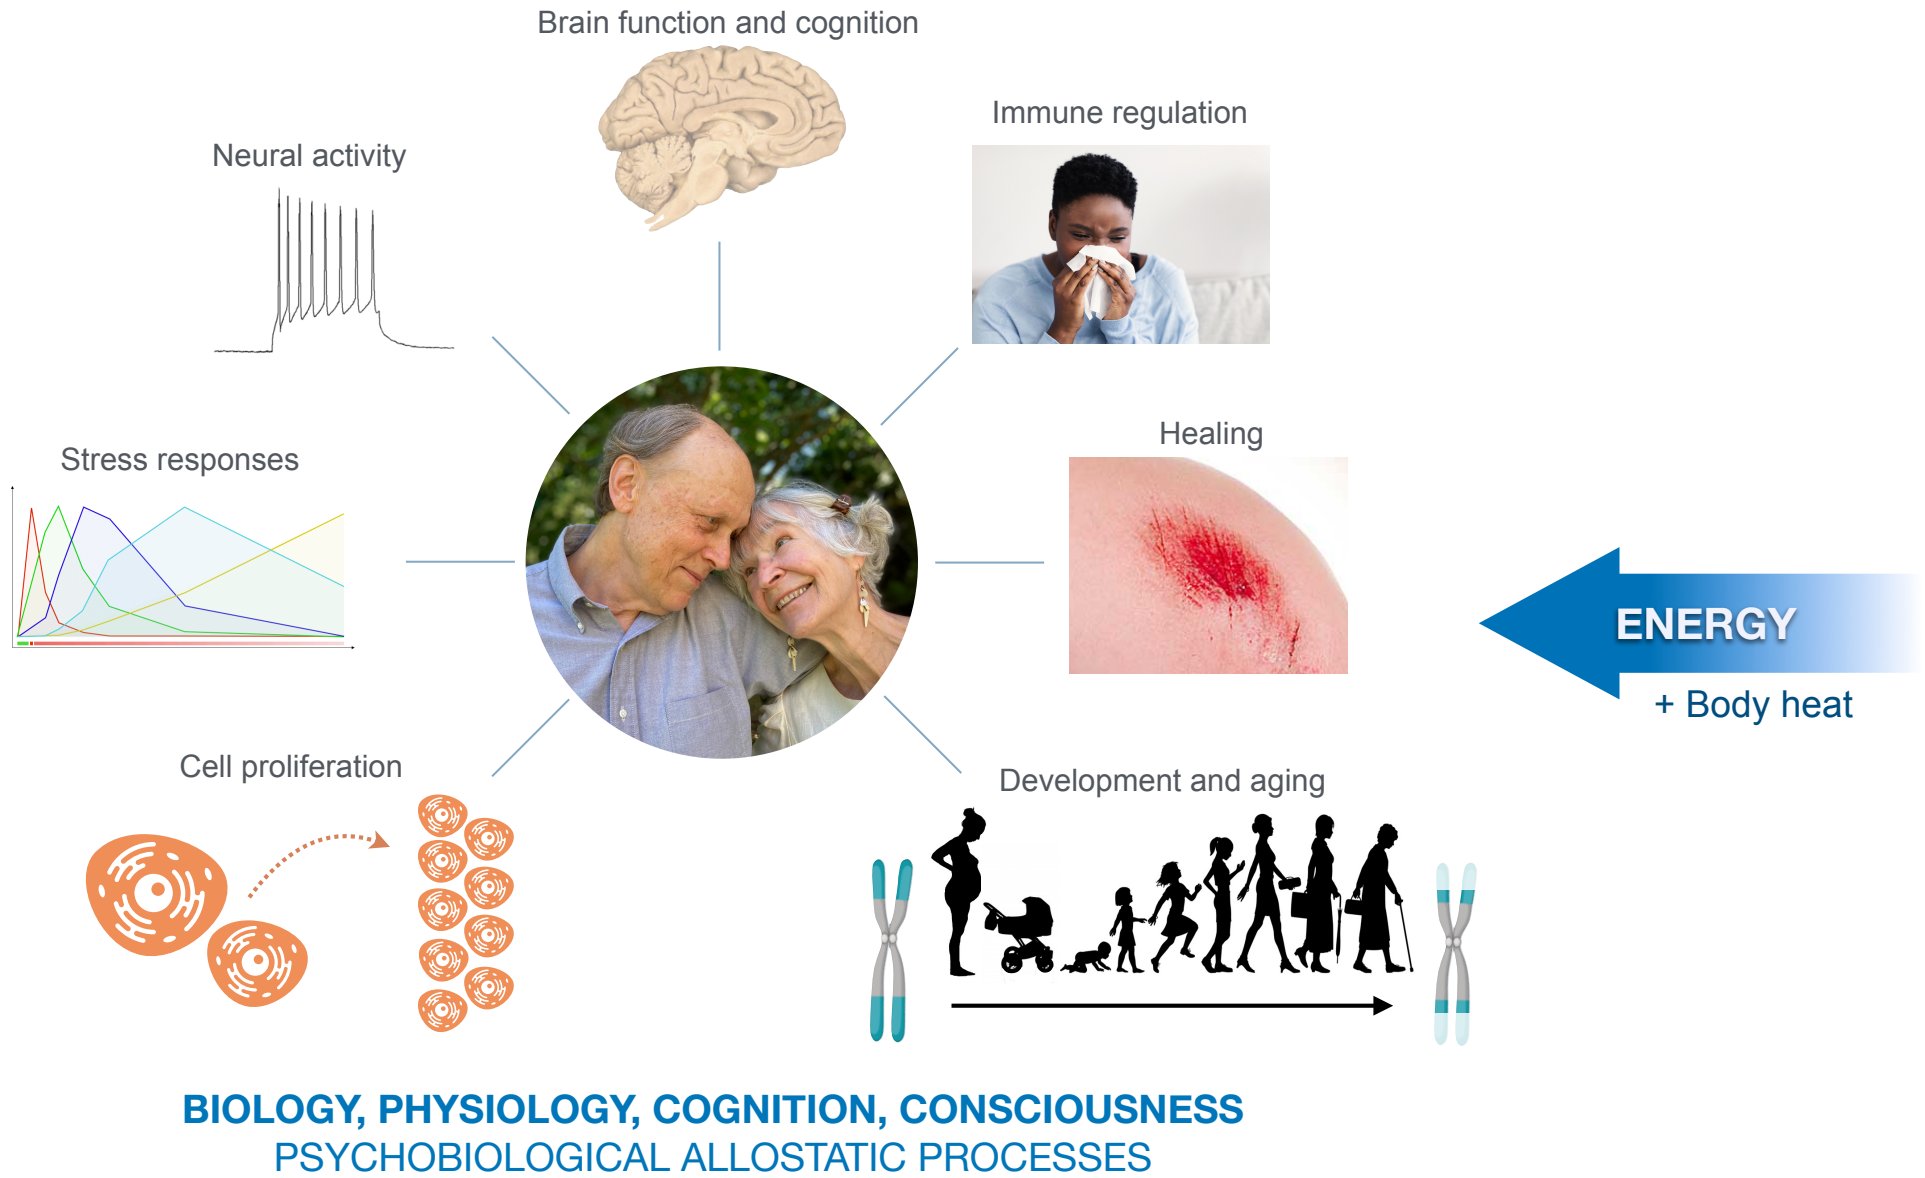 Brain function and cognition
Immune regulation
Neural activity
Healing
Stress responses
ENERGY
+ Body heat
Cell proliferation
Development and aging
BIOLOGY, PHYSIOLOGY, COGNITION, CONSCIOUSNESS
PSYCHOBIOLOGICAL ALLOSTATIC PROCESSES